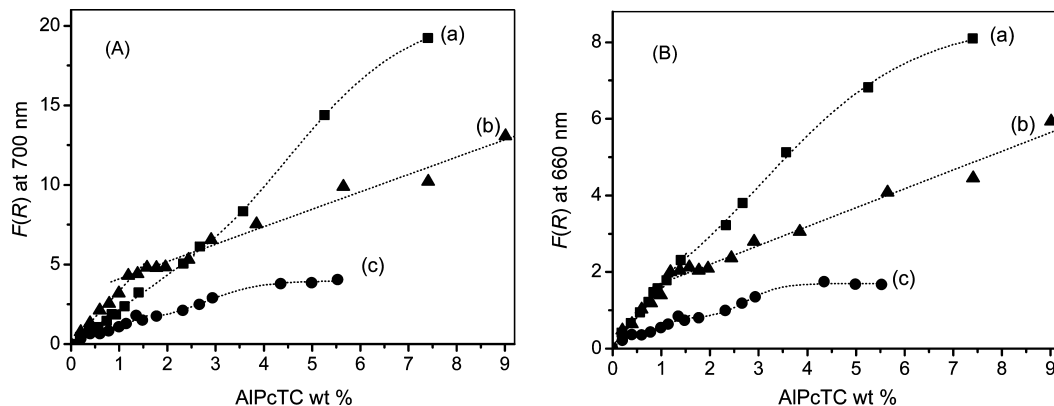 (A)
(a)
(b)
(c)
F(R) at 700 nm
20
15
10
5
0
0 1 2 3 4 5 6 7 8 9
AlPcTC wt %
(B)
(a)
(b)
(c)
F(R) at 660 nm
8
6
4
2
0
0 1 2 3 4 5 6 7 8 9
AlPcTC wt %